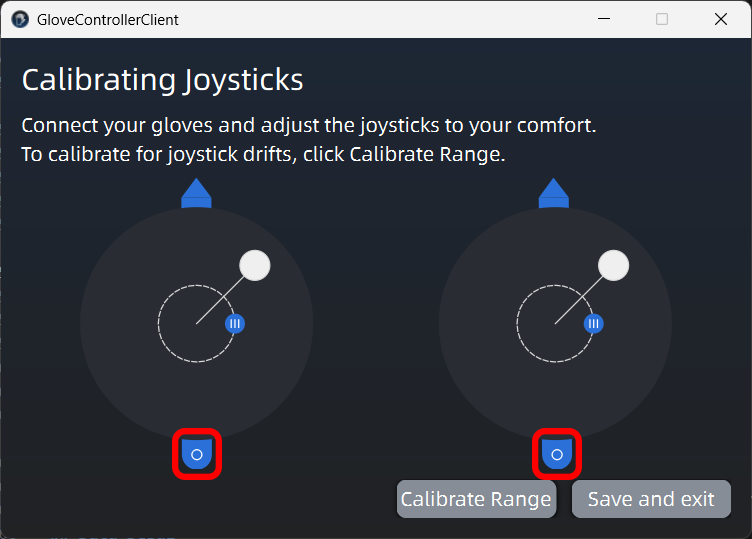 GloveControllerClient
Calibrating Joysticks
Connect your gloves and adjust the joysticks to your comfort.
To calibrate for joystick drifts, click Calibrate Range.
Calibrate Range
Save and exit